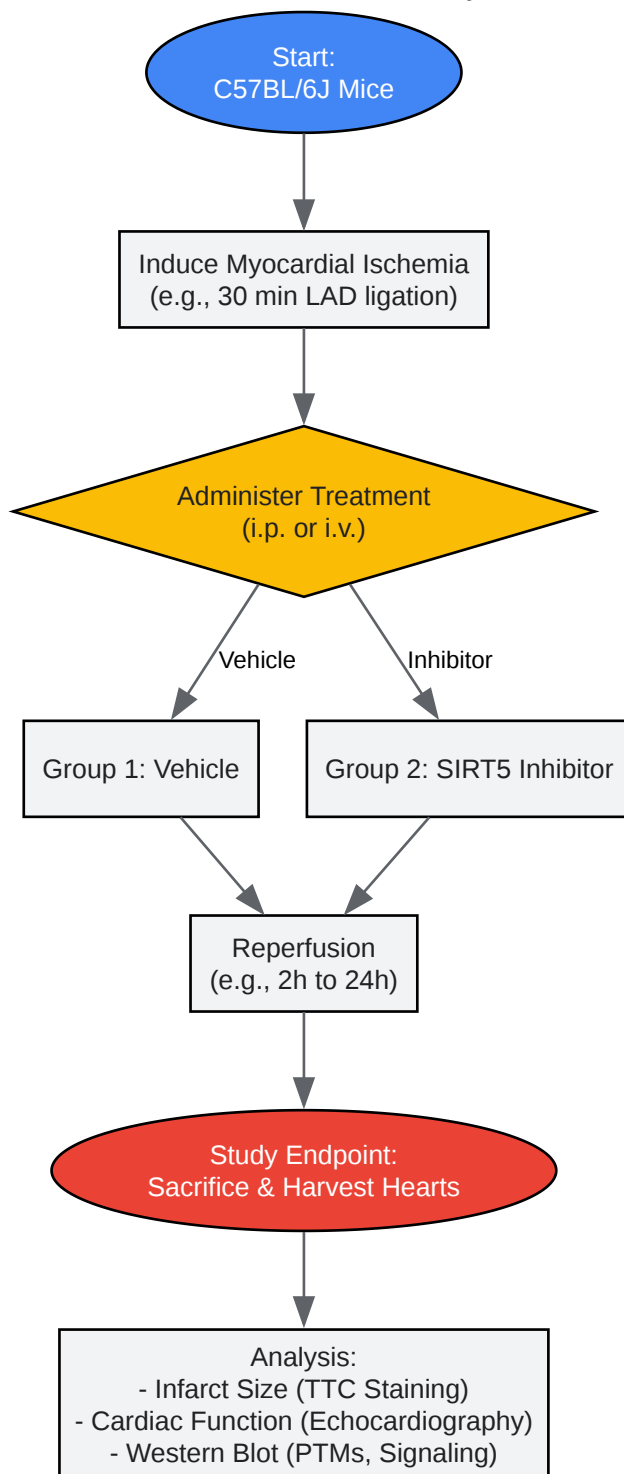 Start:
C57BL/6J Mice
Induce Myocardial Ischemia
(e.g., 30 min LAD ligation)
Administer Treatment
(i.p. or i.v.)
Vehicle
Inhibitor
Group 1: Vehicle
Group 2: SIRT5 Inhibitor
Reperfusion
(e.g., 2h to 24h)
Study Endpoint:
Sacrifice & Harvest Hearts
Analysis:
- Infarct Size (TTC Staining)
- Cardiac Function (Echocardiography)
- Western Blot (PTMs, Signaling)